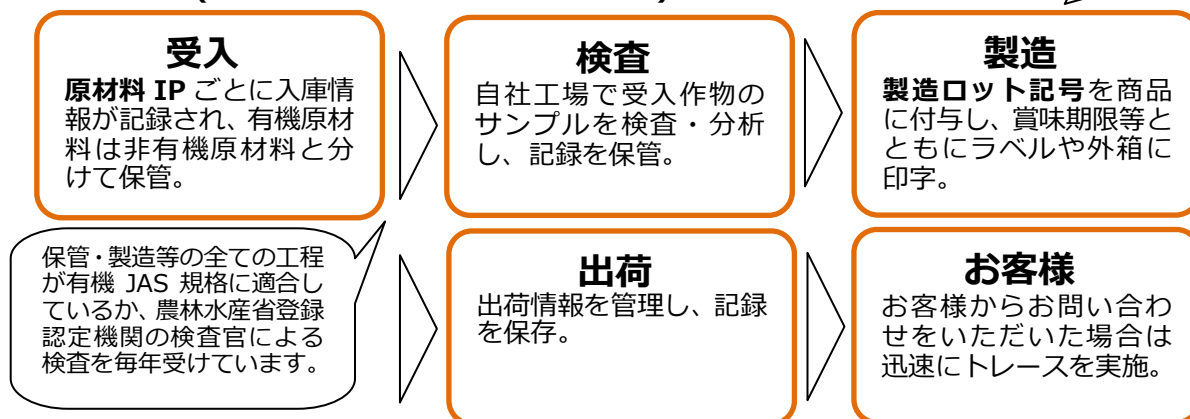 受入
原材料 IP ごとに入庫情
報が記録され、有機原材
料は非有機原材料と分
けて保管。
検査
自社工場で受入作物の
サンプルを検査・分析
し、記録を保管。
製造
製造ロット記号を商品
に付与し、賞味期限等と
ともにラベルや外箱に
印字。
保管・製造等の全ての工程
が有機 JAS 規格に適合し
ているか、農林水産省登録
認定機関の検査官による
検査を毎年受けています。
出荷
出荷情報を管理し、記録
を保存。
お客様
お客様からお問い合わ
せをいただいた場合は
迅速にトレースを実施。